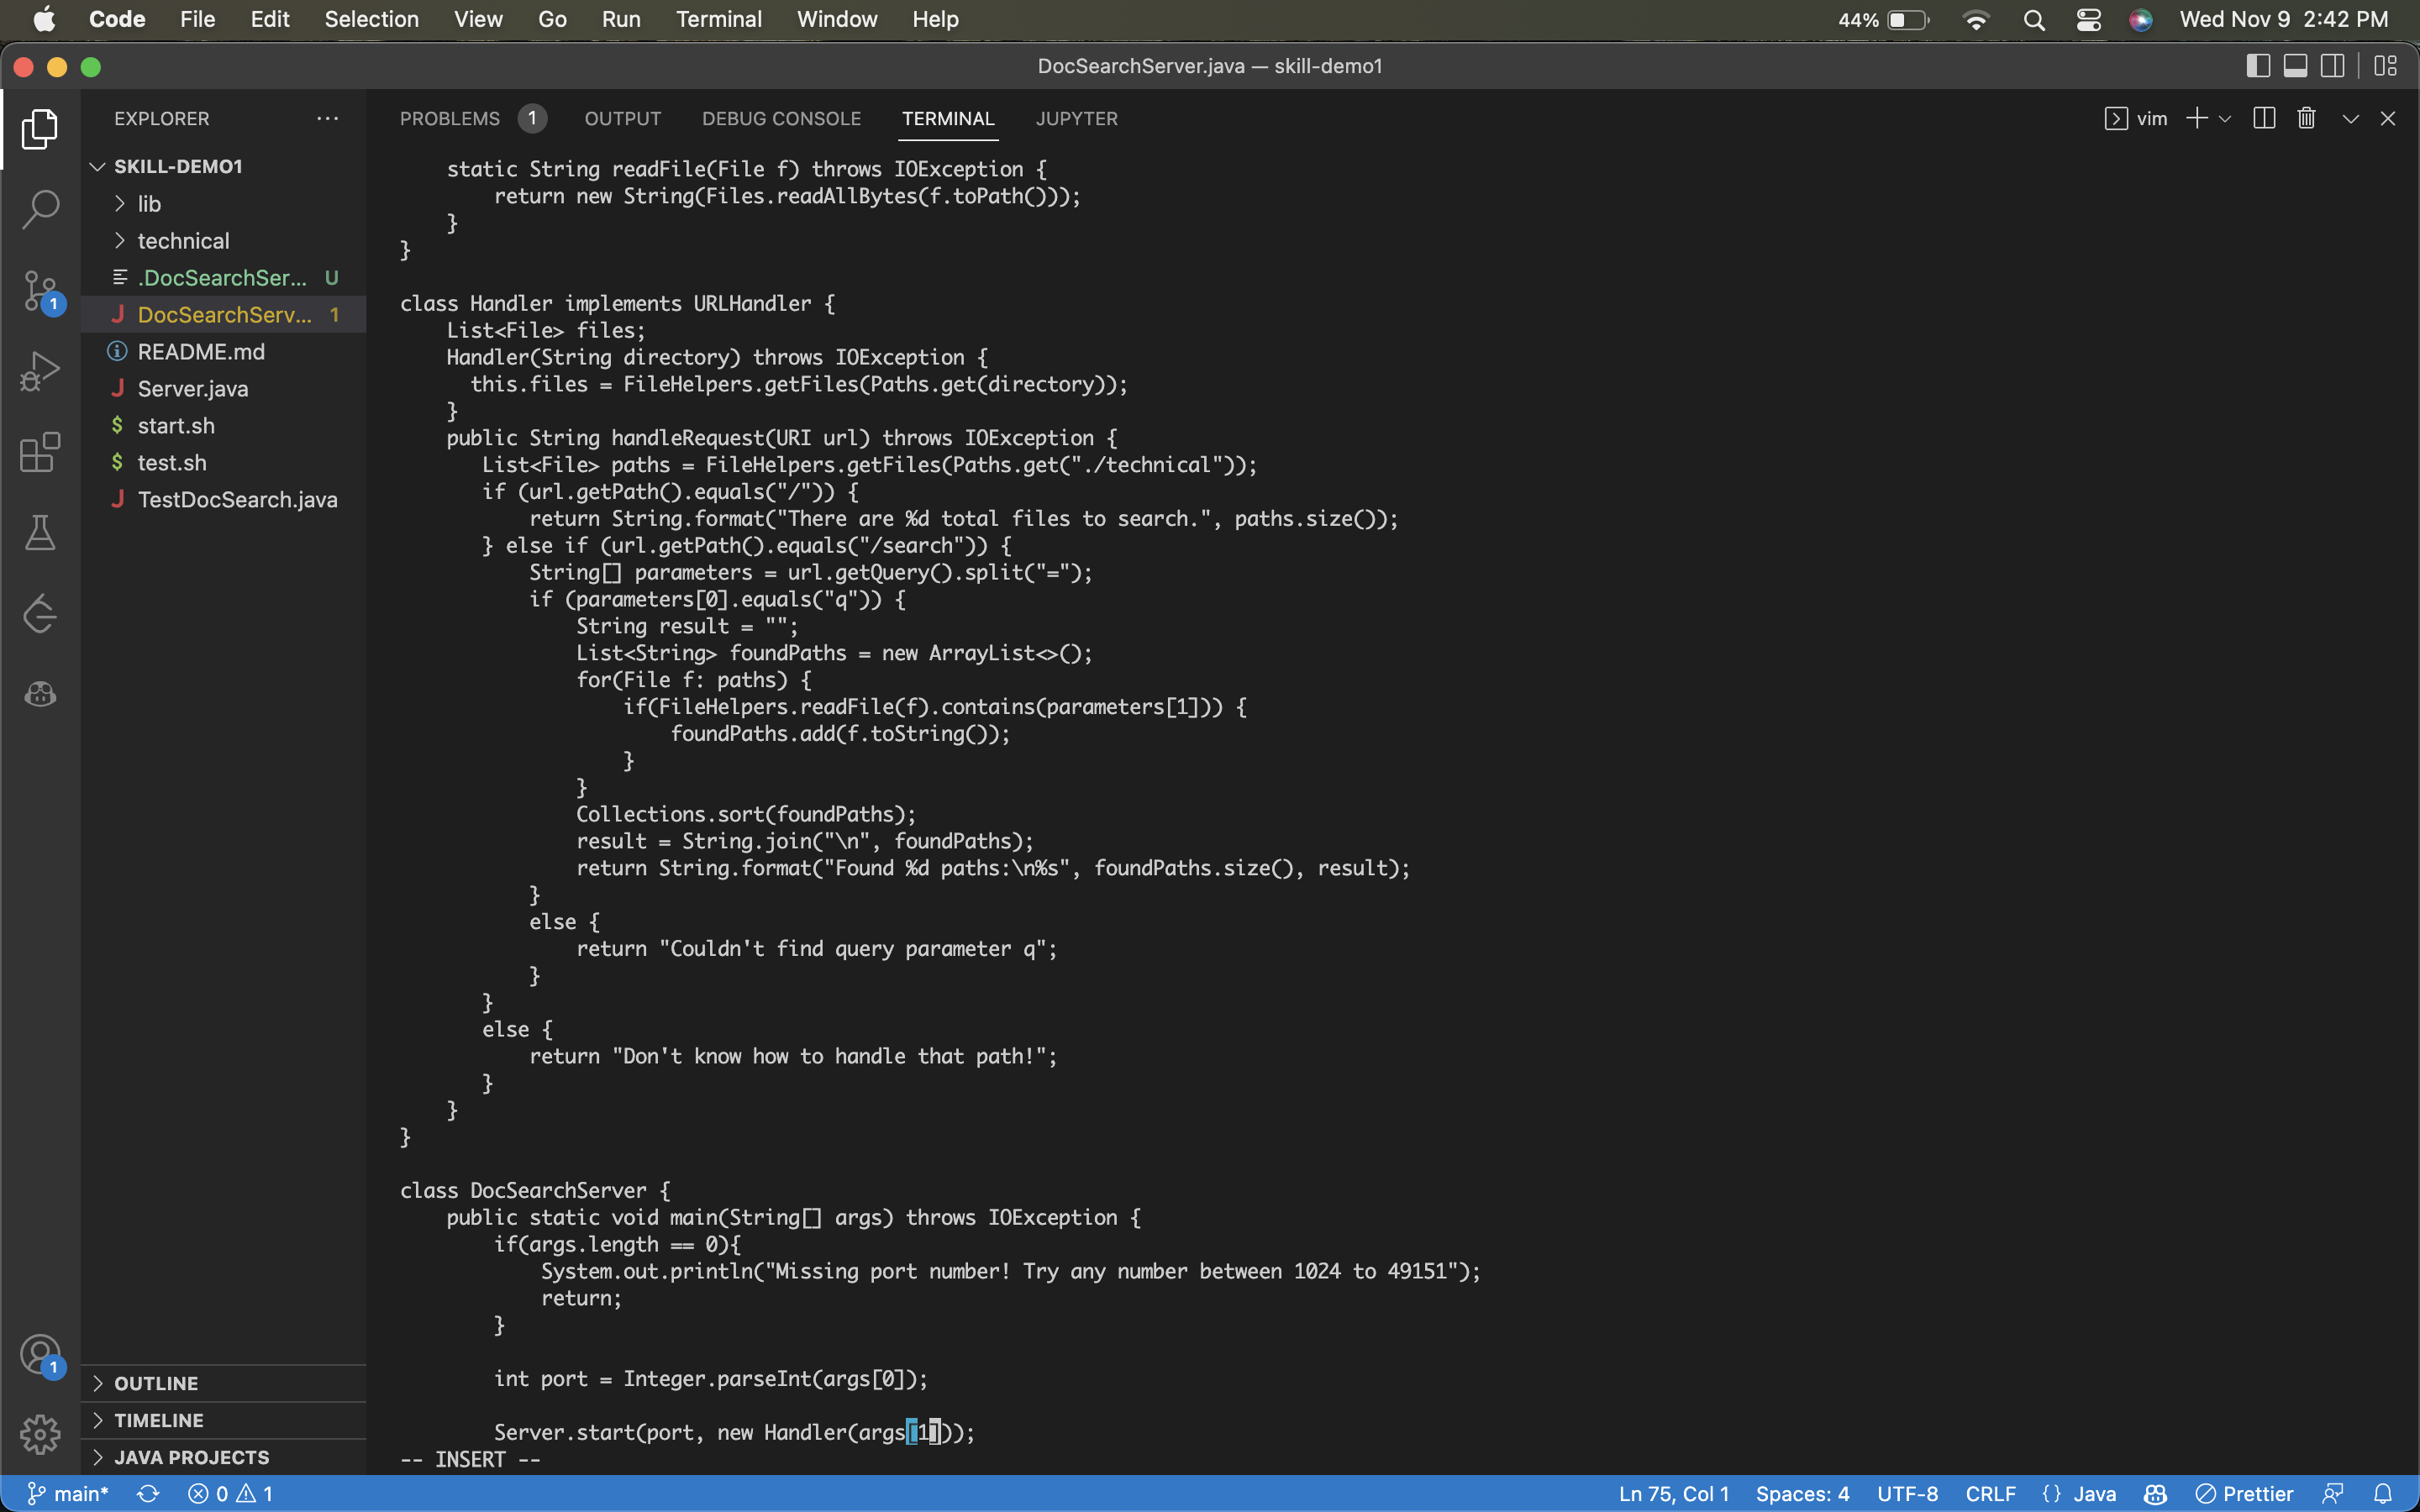 Code File Edit Selection View Go Run Terminal Window Help 44% Wed Nov 9 2:42 PM
DocSearchServer.java — skill-demo1
EXPLORER ···
SKILL-DEMO1
lib
technical
.DocSearchSer... U
DocSearchServ... 1
README.md
J Server.java
$ start.sh
$ test.sh
J TestDocSearch.java
OUTLINE
TIMELINE
JAVA PROJECTS
1
1
PROBLEMS 1 OUTPUT DEBUG CONSOLE TERMINAL JUPYTER vim
    static String readFile(File f) throws IOException {
        return new String(Files.readAllBytes(f.toPath()));
    }
}
class Handler implements URLHandler {
    List<File> files;
    Handler(String directory) throws IOException {
      this.files = FileHelpers.getFiles(Paths.get(directory));
    }
    public String handleRequest(URI url) throws IOException {
       List<File> paths = FileHelpers.getFiles(Paths.get("./technical"));
       if (url.getPath().equals("/")) {
           return String.format("There are %d total files to search.", paths.size());
       } else if (url.getPath().equals("/search")) {
           String[] parameters = url.getQuery().split("=");
           if (parameters[0].equals("q")) {
               String result = "";
               List<String> foundPaths = new ArrayList<>();
               for(File f: paths) {
                   if(FileHelpers.readFile(f).contains(parameters[1])) {
                       foundPaths.add(f.toString());
                   }
               }
               Collections.sort(foundPaths);
               result = String.join("\n", foundPaths);
               return String.format("Found %d paths:\n%s", foundPaths.size(), result);
           }
           else {
               return "Couldn't find query parameter q";
           }
       }
       else {
           return "Don't know how to handle that path!";
       }
    }
}
class DocSearchServer {
    public static void main(String[] args) throws IOException {
        if(args.length == 0){
            System.out.println("Missing port number! Try any number between 1024 to 49151");
            return;
        }
        int port = Integer.parseInt(args[0]);
        Server.start(port, new Handler(args[1]));
-- INSERT --
main* 0 1 Ln 75, Col 1 Spaces: 4 UTF-8 CRLF {} Java Prettier